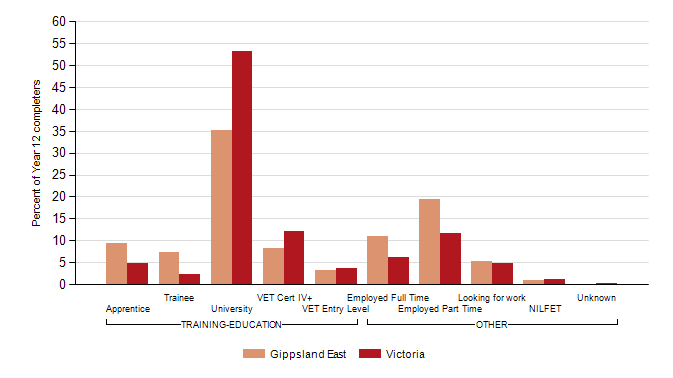 60
55
50
45
40
35
30
25
20
15
10
5
0
Percent of Year 12 completers
Trainee VET Cert IV+ Employed Full Time Looking for work Unknown
Apprentice University VET Entry Level Employed Part Time NILFET
TRAINING-EDUCATION OTHER
Gippsland East Victoria